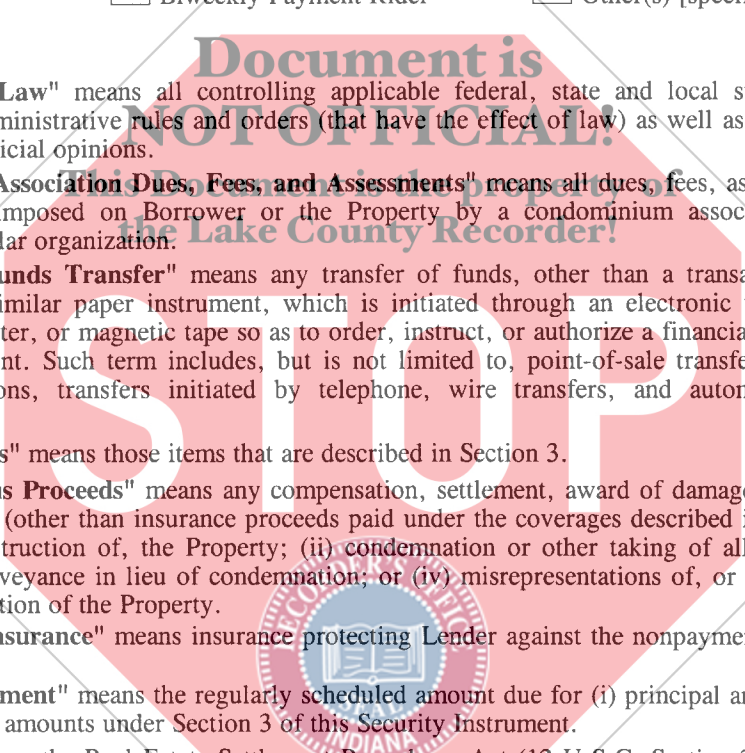 Biweekly Payment Rider
Document is
Law" means all controlling applicable federal, state and local
ministrative rules and orders (that have the effect of law) as well as
NOT OFFICIAL!
icial opinions.
Association Dues, Fees, and Assessments" means all dues, fees, as
This Document is the property of
imposed on Borrower or the Property by a condominium assoc
the Lake County Recorder!
lar organization.
unds Transfer" means any transfer of funds, other than a transa
imilar paper instrument, which is initiated through an electronic
ter, or magnetic tape so as to order, instruct, or authorize a financial
nt. Such term includes, but is not limited to, point-of-sale transfe
ons, transfers initiated by telephone, wire transfers, and auton
STOP
s" means those items that are described in Section 3.
s Proceeds" means any compensation, settlement, award of damage
(other than insurance proceeds paid under the coverages described i
truction of, the Property; (ii) condemnation or other taking of all
veyance in lieu of condemnation; or (iv) misrepresentations of, or
tion of the Property.
RECORDER'S OFFICE
nsurance" means insurance protecting Lender against the nonpayme
SEAL
ment" means the regularly scheduled amount due for (i) principal an
amounts under Section 3 of this Security Instrument.
INDIANA